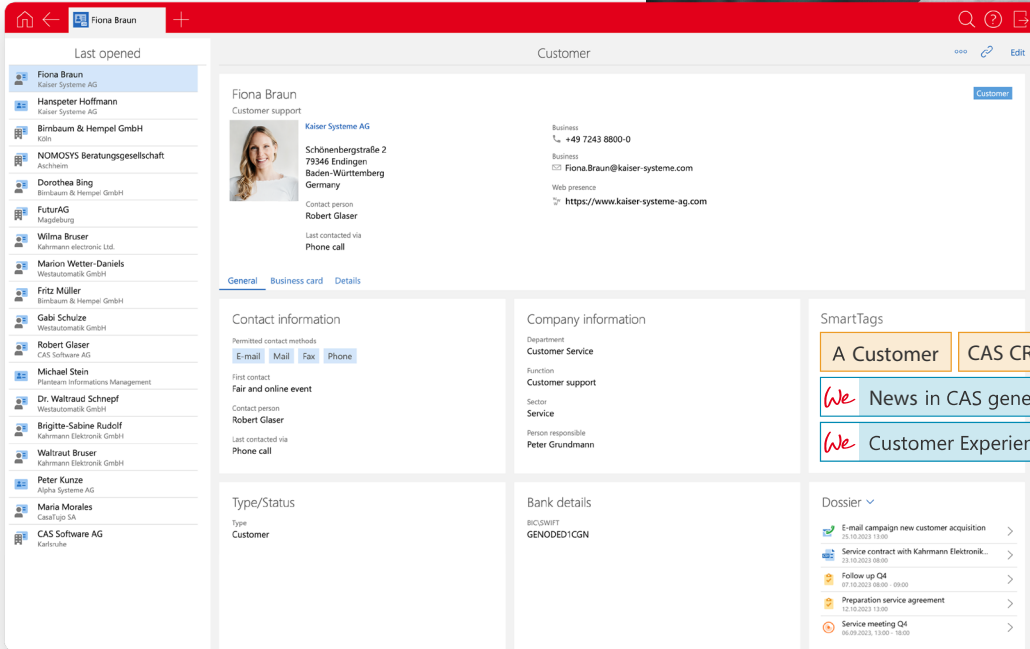 Fiona Braun
Last opened
Fiona Braun
Kaiser Systeme AG
Hanspeter Hoffmann
Kaiser Systeme AG
Birnbaum & Hempel GmbH
Köln
NOMOSYS Beratungsgesellschaft
Aschheim
Dorothea Bing
Birnbaum & Hempel GmbH
FuturAG
Magdeburg
Wilma Bruser
Kahrmann electronic Ltd.
Marion Wetter-Daniels
Westautomatik GmbH
Fritz Müller
Birnbaum & Hempel GmbH
Gabi Schulze
Westautomatik GmbH
Robert Glaser
CAS Software AG
Michael Stein
Planteam Informations Management
Dr. Waltraud Schnepf
Westautomatik GmbH
Brigitte-Sabine Rudolf
Kahrmann Elektronik GmbH
Waltraut Bruser
Kahrmann Elektronik GmbH
Peter Kunze
Alpha Systeme AG
Maria Morales
CasaTujo SA
CAS Software AG
Karlsruhe
Customer
Edit
Fiona Braun
Customer
Customer support
Kaiser Systeme AG
Schönenbergstraße 2
79346 Endingen
Baden-Württemberg
Germany
Contact person
Robert Glaser
Last contacted via
Phone call
Business
+49 7243 8800-0
Business
Fiona.Braun@kaiser-systeme.com
Web presence
https://www.kaiser-systeme-ag.com
General Business card Details
Contact information
Permitted contact methods
E-mail Mail Fax Phone
First contact
Fair and online event
Contact person
Robert Glaser
Last contacted via
Phone call
Company information
Department
Customer Service
Function
Customer support
Sector
Service
Person responsible
Peter Grundmann
SmartTags
A Customer CAS CR
We News in CAS gene
We Customer Experien
Type/Status
Type
Customer
Bank details
BIC\SWIFT
GENODED1CGN
Dossier
E-mail campaign new customer acquisition
25.10.2023 13:00
Service contract with Kahrmann Elektronik...
23.10.2023 08:00
Follow up Q4
07.10.2023 08:00 - 09:00
Preparation service agreement
12.10.2023 13:00
Service meeting Q4
06.09.2023, 13:00 - 18:00